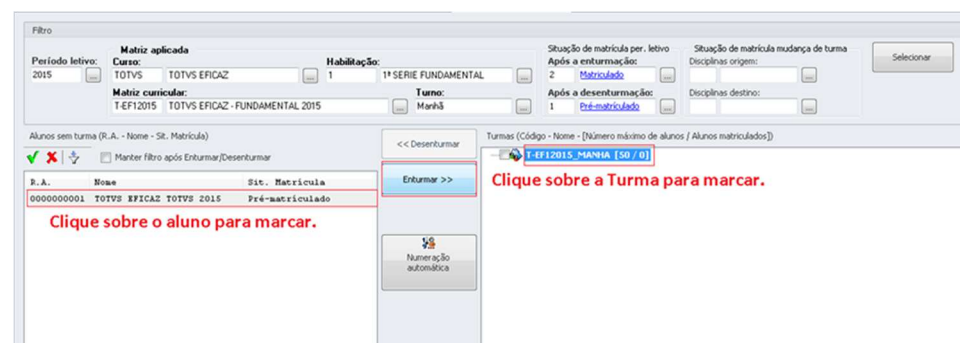 Filtro
Matriz aplicada
Situação de matrícula per. letivo
Situação de matrícula mudança de turma
Período letivo:
Curso:
Habilitação:
Após a enturmação:
Disciplinas origem:
Selecionar
2015
...
TOTVS
TOTVS EFICAZ
...
1
1ª SERIE FUNDAMENTAL
...
2
Matriculado
...
...
Matriz curricular:
Turno:
Após a desenturmação:
Disciplinas destino:
T-EF12015
TOTVS EFICAZ - FUNDAMENTAL 2015
...
Manhã
...
1
Pré-matriculado
...
...
Alunos sem turma (R.A. - Nome - Sit. Matrícula)
<< Desenturmar
Turmas (Código - Nome - [Número máximo de alunos / Alunos matriculados])
Manter filtro após Enturmar/Desenturmar
T-EF12015_MANHA [50 / 0]
R.A. Nome Sit. Matrícula
Enturmar >>
Clique sobre a Turma para marcar.
0000000001 TOTVS EFICAZ TOTVS 2015 Pré-matriculado
Clique sobre o aluno para marcar.
Numeração
automática